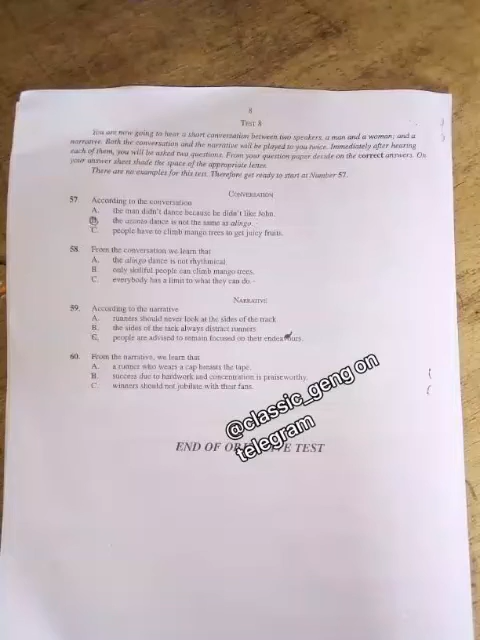 8
Test 6
You are now going to hear a short conversation between two speakers, a man and a woman; and a
narrative. Both the conversation and the narrative will be played to you twice. Immediately after hearing
each of them, you will be asked two questions. From your question paper decide on the correct answers. On
your answer sheet shade the space of the appropriate letter.
There are no examples for this test. Therefore get ready to start at Number 57.
CONVERSATION
57 According to the conversation
A. the man didn't dance because he didn't like John.
B. the dance is not the same as alingo.
C. people have to climb mango trees to get juicy fruits.
58 From the conversation we learn that
A. the alingo dance is not rhythmical
B. only skillful people can climb mango trees.
C. everybody has a limit to what they can do
NARRATIVE
59. According to the narrative
A. runners should never look at the sides of the track
B. the sides of the tack always distract runners
C. people are advised to remain focused on their endeavours.
60. From the narrative, we learn that
A. a runner who wears a cap breasts the tape.
B. success due to hardwork and concentration is praiseworthy.
C. winners should not jubilate with their fans.
@classic_geng on
telegram
END OF OBJECTIVE TEST